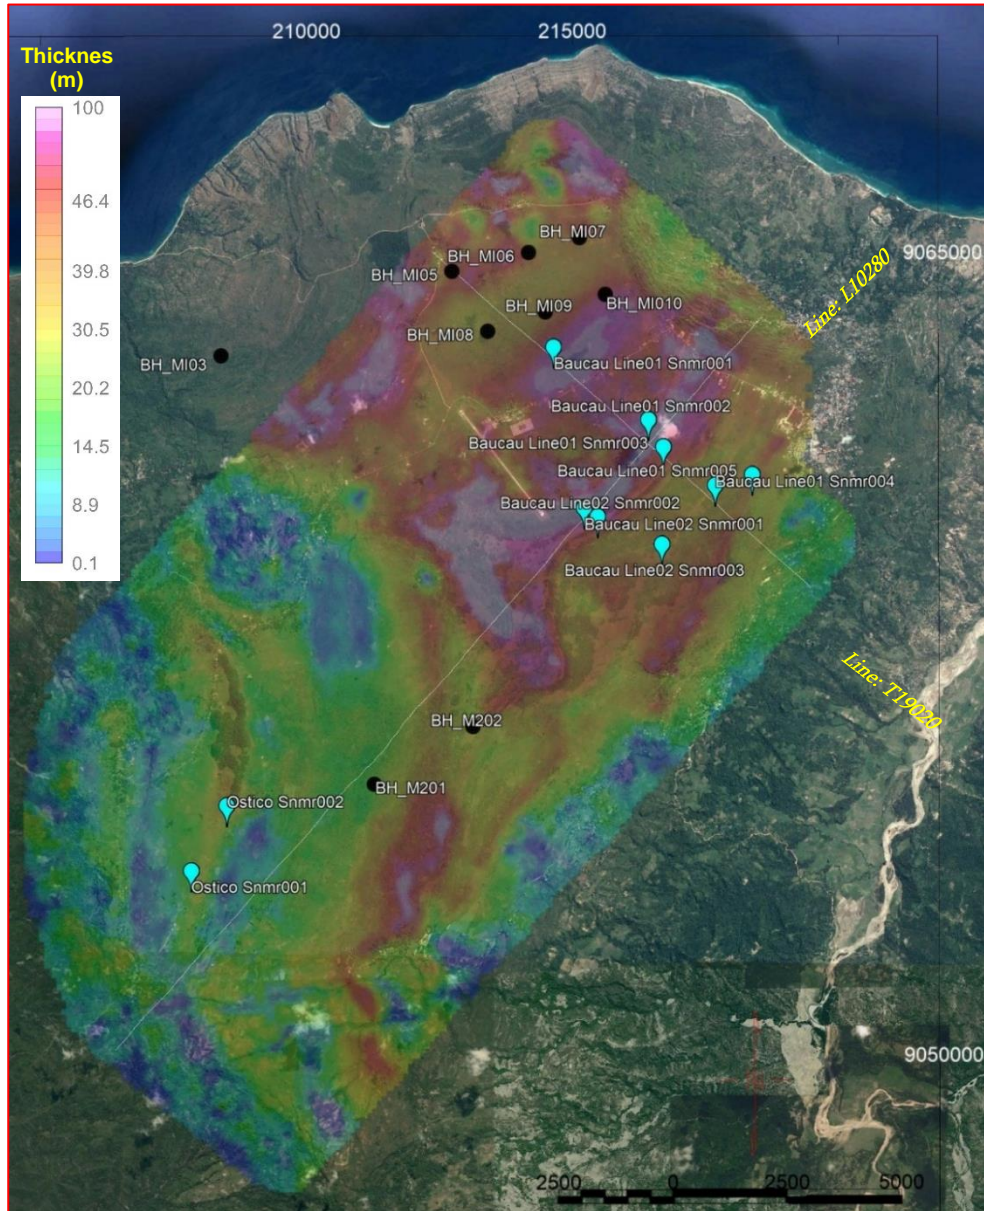 210000
215000
Thicknes
(m)
100
46.4
39.8
30.5
20.2
14.5
8.9
0.1
BH_MI07
BH_MI06
BH_MI05
9065000
BH_MI010
BH_MI09
BH_MI08
BH_MI03
Line: L10280
Baucau Line01 Snmr001
Baucau Line01 Snmr002
Baucau Line01 Snmr003
Baucau Line01 Snmr005
Baucau Line01 Snmr004
Baucau Line02 Snmr002
Baucau Line02 Snmr001
Baucau Line02 Snmr003
Line: T19020
BH_M202
BH_M201
Ostico Snmr002
Ostico Snmr001
9050000
2500
0
2500
5000